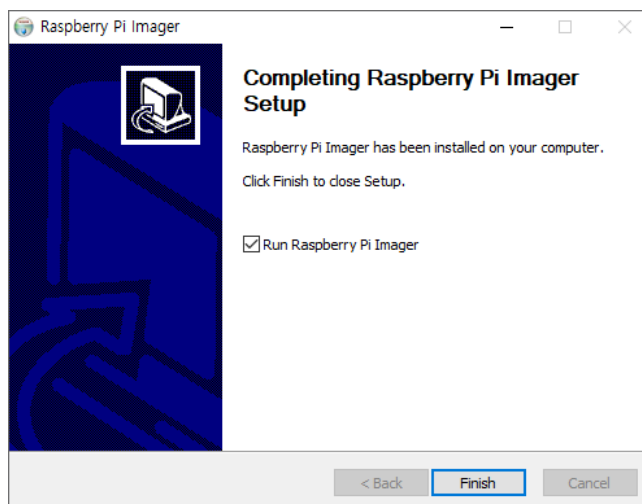 Raspberry Pi Imager
Completing Raspberry Pi Imager
Setup
Raspberry Pi Imager has been installed on your computer.
Click Finish to close Setup.
Run Raspberry Pi Imager
< Back
Finish
Cancel